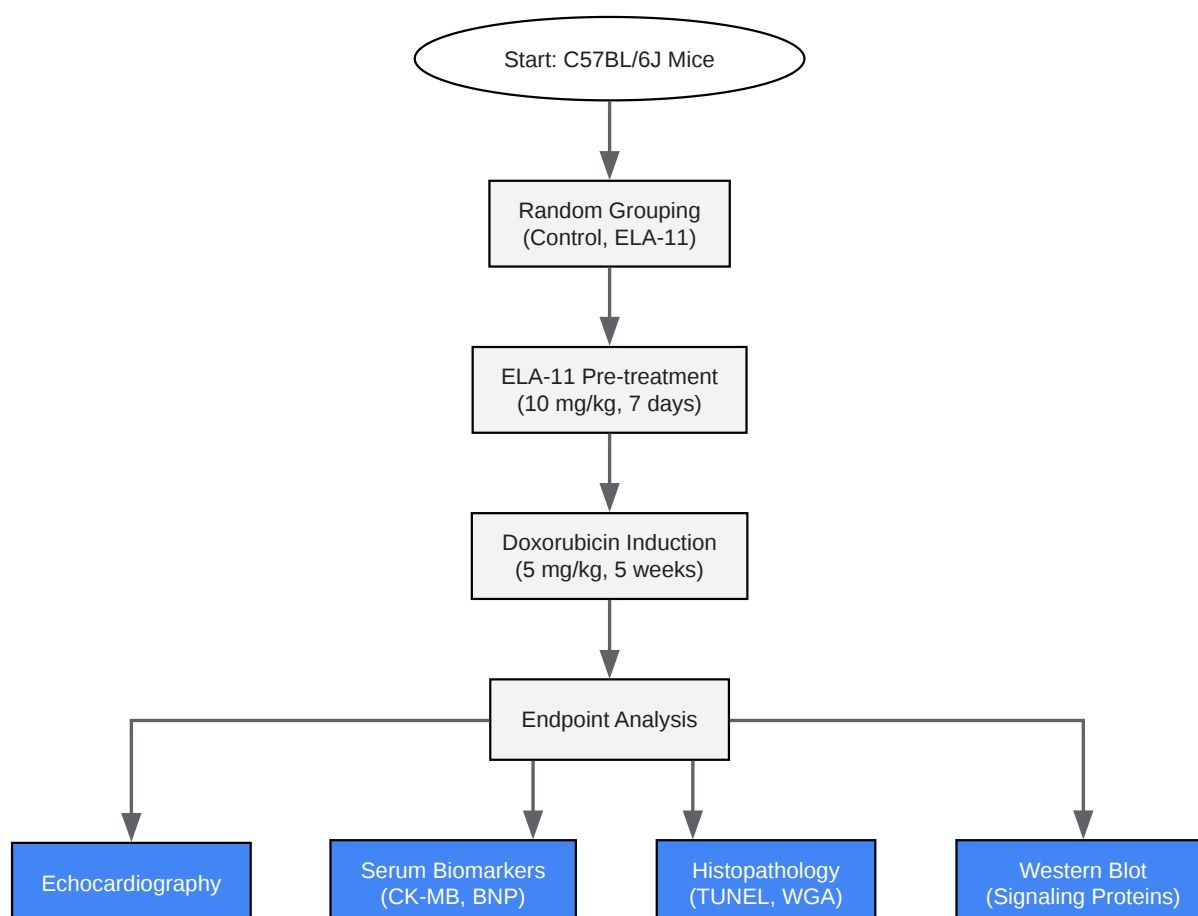 Start: C57BL/6J Mice
Random Grouping
(Control, ELA-11)
ELA-11 Pre-treatment
(10 mg/kg, 7 days)
Doxorubicin Induction
(5 mg/kg, 5 weeks)
Endpoint Analysis
Echocardiography
Serum Biomarkers
(CK-MB, BNP)
Histopathology
(TUNEL, WGA)
Western Blot
(Signaling Proteins)